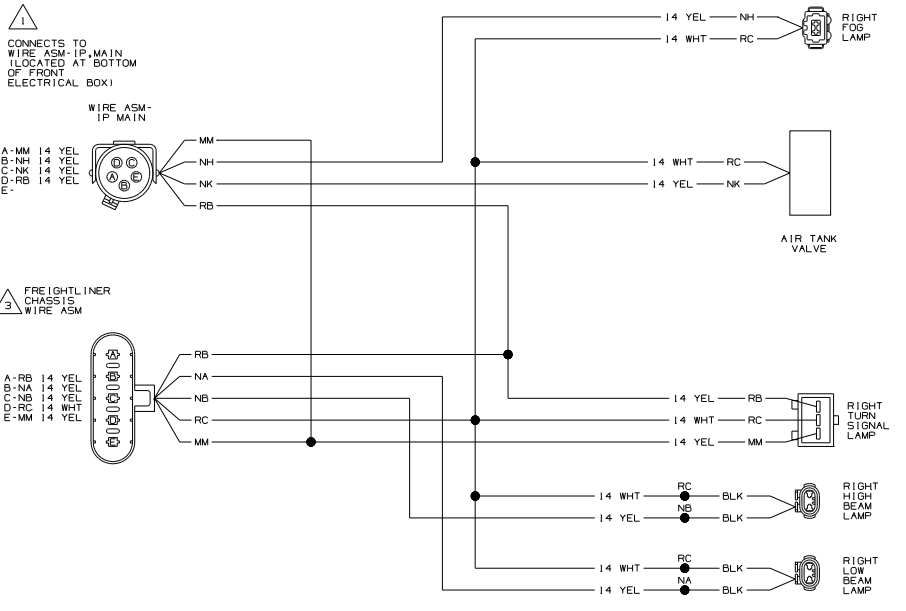 1
CONNECTS TO
WIRE ASM-IP,MAIN
(LOCATED AT BOTTOM
OF FRONT
ELECTRICAL BOX)
WIRE ASM-
IP MAIN
A-MM 14 YEL
B-NH 14 YEL
C-NK 14 YEL
D-RB 14 YEL
E-
D C
A E
B
MM
NH
NK
RB
14 YEL NH
14 WHT RC
RIGHT
FOG
LAMP
14 WHT RC
14 YEL NK
AIR TANK
VALVE
3
FREIGHTLINER
CHASSIS
WIRE ASM
A-RB 14 YEL
B-NA 14 YEL
C-NB 14 YEL
D-RC 14 WHT
E-MM 14 YEL
A
B
C
D
E
RB
NA
NB
RC
MM
14 YEL RB
14 WHT RC
14 YEL MM
RIGHT
TURN
SIGNAL
LAMP
RC
14 WHT BLK
NB
14 YEL BLK
RIGHT
HIGH
BEAM
LAMP
RC
14 WHT BLK
NA
14 YEL BLK
RIGHT
LOW
BEAM
LAMP